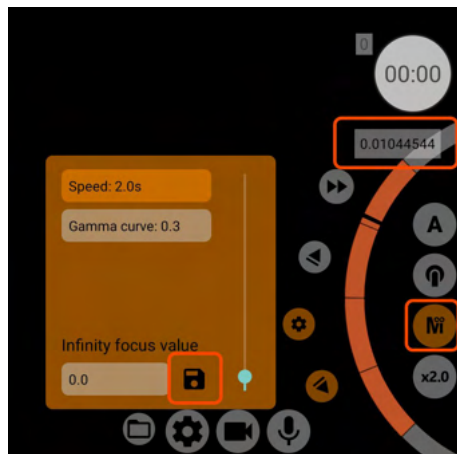 0
00:00
0.01044544
Speed: 2.0s
Gamma curve: 0.3
A
M∞
Infinity focus value
0.0
x2.0